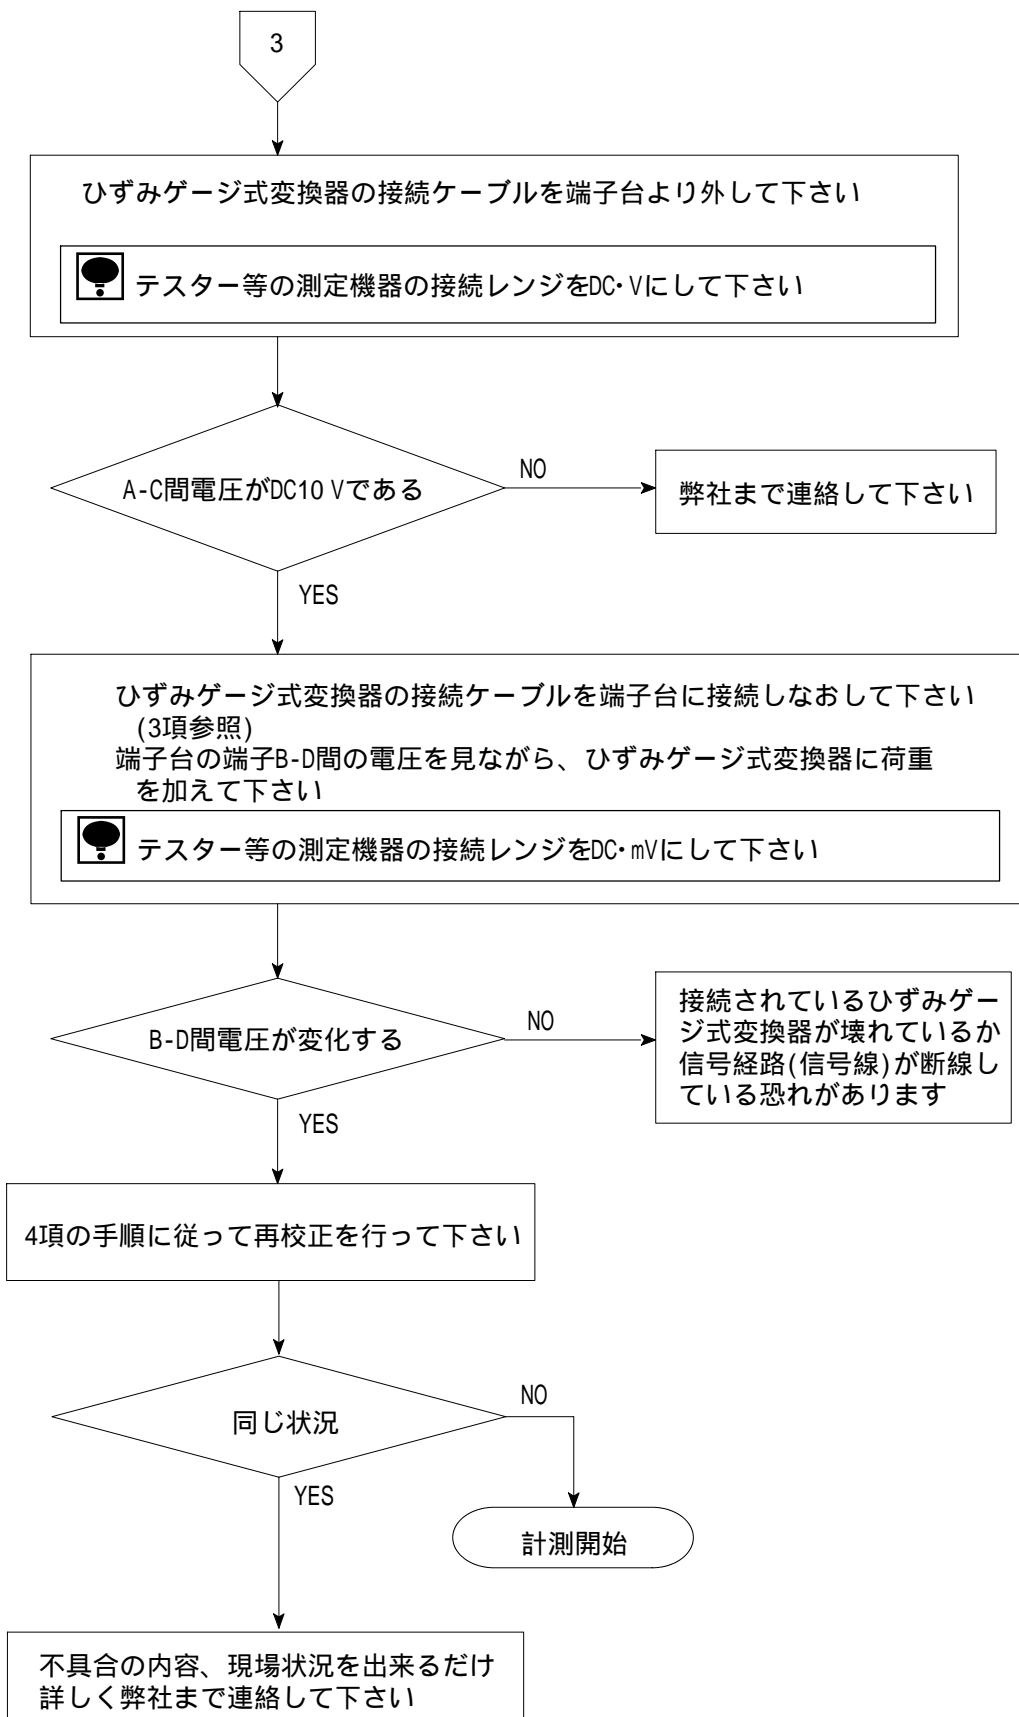 3
ひずみゲージ式変換器の接続ケーブルを端子台より外して下さい
テスター等の測定機器の接続レンジをDC・Vにして下さい
A-C間電圧がDC10 Vである
NO
弊社まで連絡して下さい
YES
ひずみゲージ式変換器の接続ケーブルを端子台に接続しなおして下さい
(3項参照)
端子台の端子B-D間の電圧を見ながら、ひずみゲージ式変換器に荷重
を加えて下さい
テスター等の測定機器の接続レンジをDC・mVにして下さい
B-D間電圧が変化する
NO
接続されているひずみゲー
ジ式変換器が壊れているか
信号経路(信号線)が断線し
ている恐れがあります
YES
4項の手順に従って再校正を行って下さい
同じ状況
NO
YES
計測開始
不具合の内容、現場状況を出来るだけ
詳しく弊社まで連絡して下さい